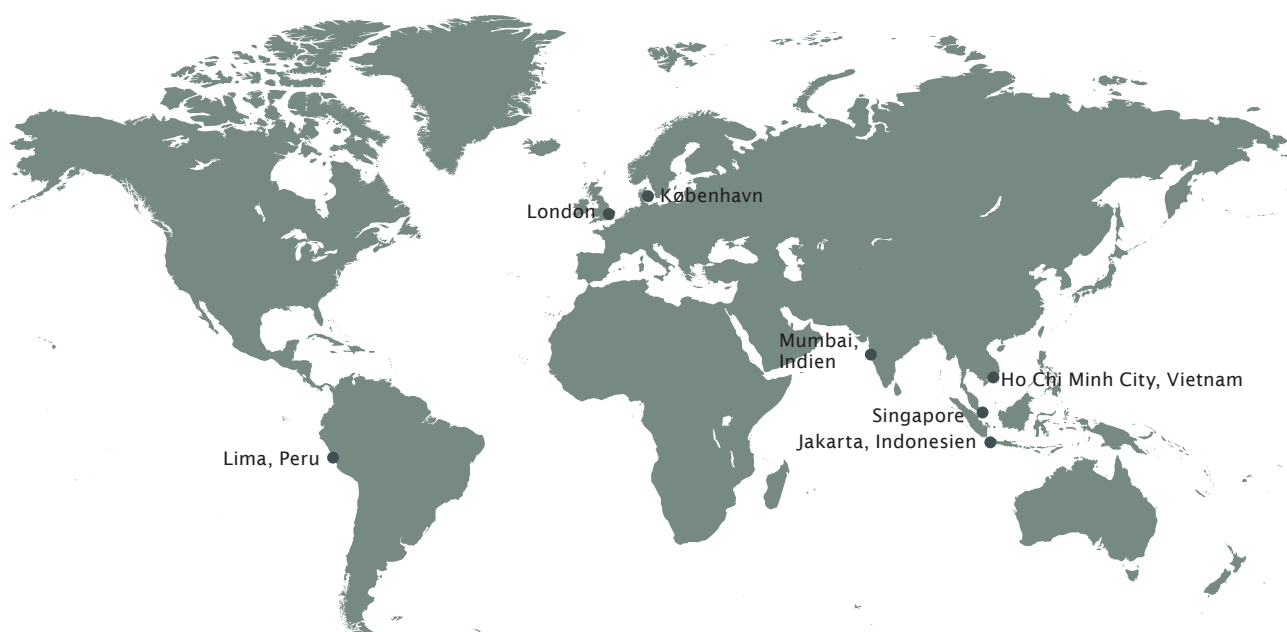 København
London
Mumbai,
Indien
Ho Chi Minh City, Vietnam
Singapore
Jakarta, Indonesien
Lima, Peru